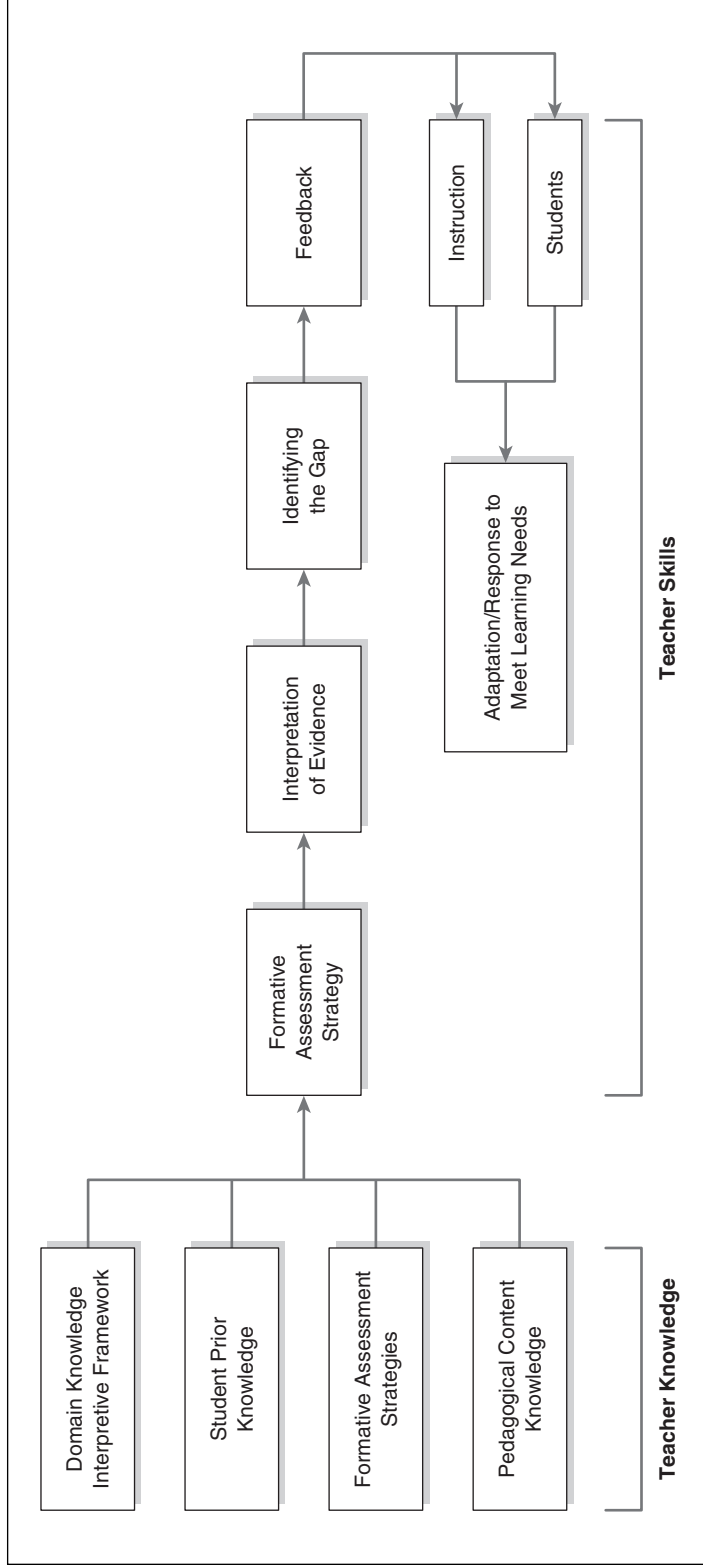 Domain Knowledge
Interpretive Framework
Student Prior
Knowledge
Formative Assessment
Strategies
Pedagogical Content
Knowledge
Teacher Knowledge
Formative
Assessment
Strategy
Interpretation
of Evidence
Identifying
the Gap
Feedback
Instruction
Students
Adaptation/Response to
Meet Learning Needs
Teacher Skills